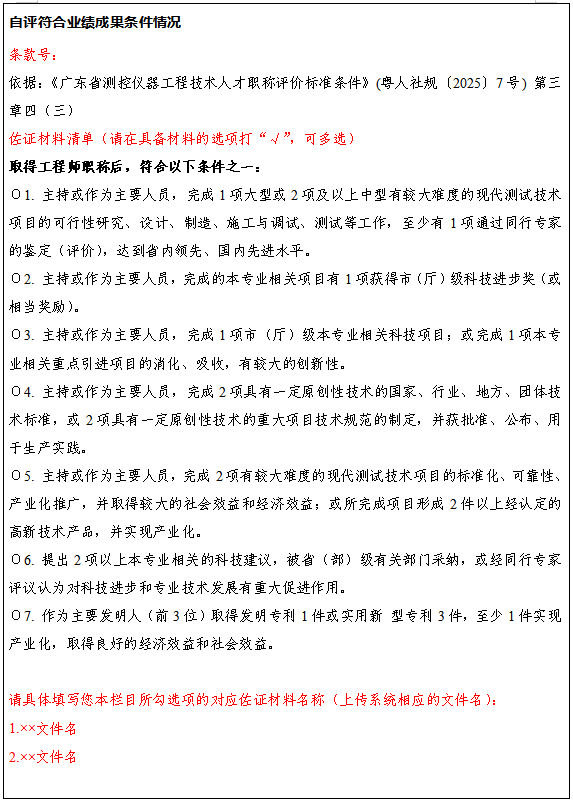 自评符合业绩成果条件情况
条款号：
依据：《广东省测控仪器工程技术人才职称评价标准条件》(粤人社规〔2025〕7号) 第三
章四（三）
佐证材料清单（请在具备材料的选项打“√”，可多选）
取得工程师职称后，符合以下条件之一：
O1. 主持或作为主要人员，完成1项大型或2项及以上中型有较大难度的现代测试技术
项目的可行性研究、设计、制造、施工与调试、测试等工作，至少有1项通过同行专家
的鉴定（评价），达到省内领先、国内先进水平。
O2. 主持或作为主要人员，完成的本专业相关项目有1项获得市（厅）级科技进步奖（或
相当奖励）。
O3. 主持或作为主要人员，完成1项市（厅）级本专业相关科技项目；或完成1项本专
业相关重点引进项目的消化、吸收，有较大的创新性。
O4. 主持或作为主要人员，完成2项具有一定原创性技术的国家、行业、地方、团体技
术标准，或2项具有一定原创性技术的重大项目技术规范的制定，并获批准、公布、用
于生产实践。
O5. 主持或作为主要人员，完成2项有较大难度的现代测试技术项目的标准化、可靠性、
产业化推广，并取得较大的社会效益和经济效益；或所完成项目形成2件以上经认定的
高新技术产品，并实现产业化。
O6. 提出2项以上本专业相关的科技建议，被省（部）级有关部门采纳，或经同行专家
评议认为对科技进步和专业技术发展有重大促进作用。
O7. 作为主要发明人（前3位）取得发明专利1件或实用新 型专利3件，至少1件实现
产业化，取得良好的经济效益和社会效益。
请具体填写您本栏目所勾选项的对应佐证材料名称（上传系统相应的文件名）：
1.××文件名
2.××文件名